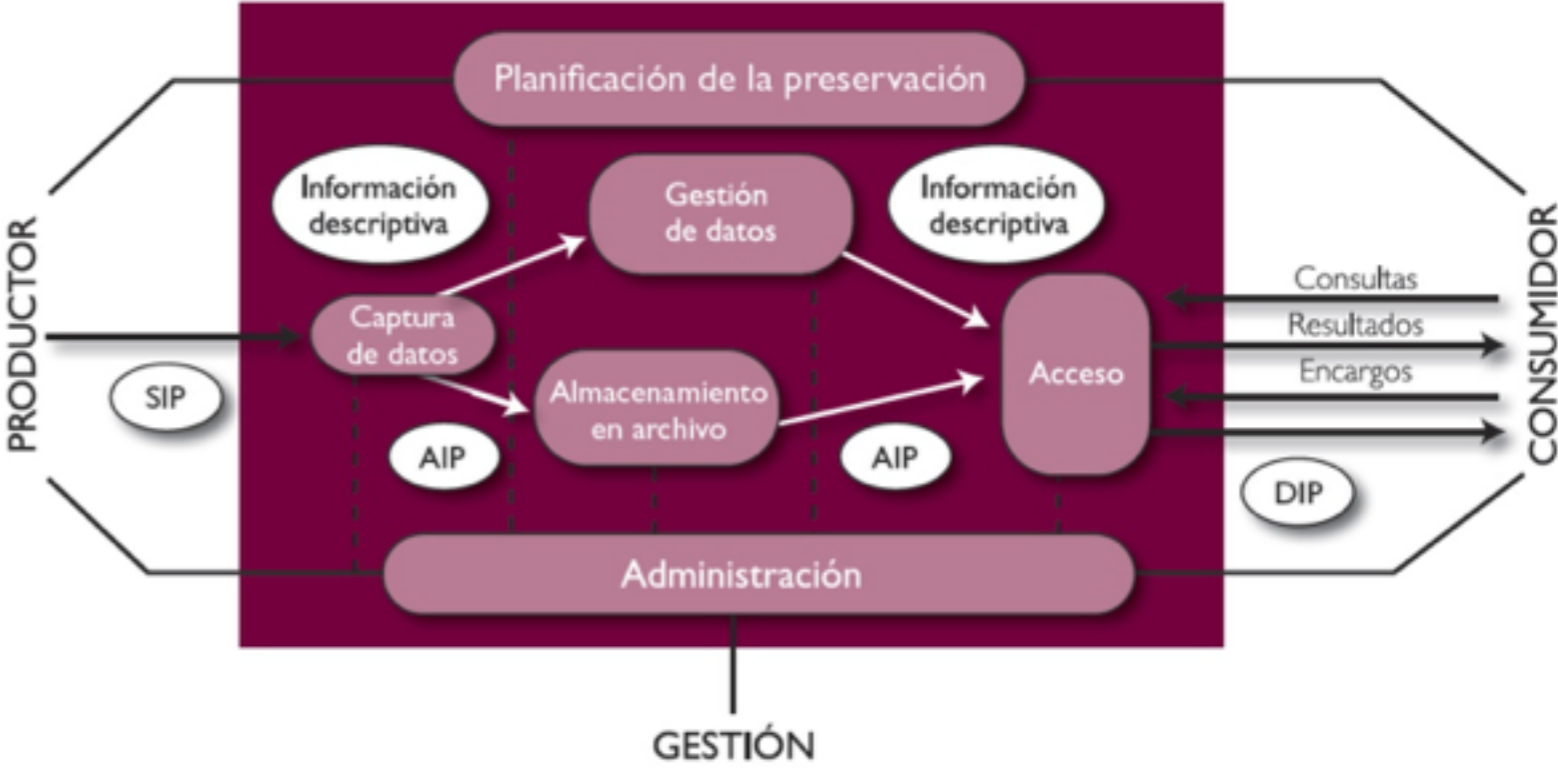 Planificación de la preservación
Información
descriptiva
Gestión
de datos
Información
descriptiva
PRODUCTOR
Captura
de datos
SIP
AIP
Almacenamiento
en archivo
AIP
Acceso
Consultas
Resultados
Encargos
DIP
CONSUMIDOR
Administración
GESTIÓN